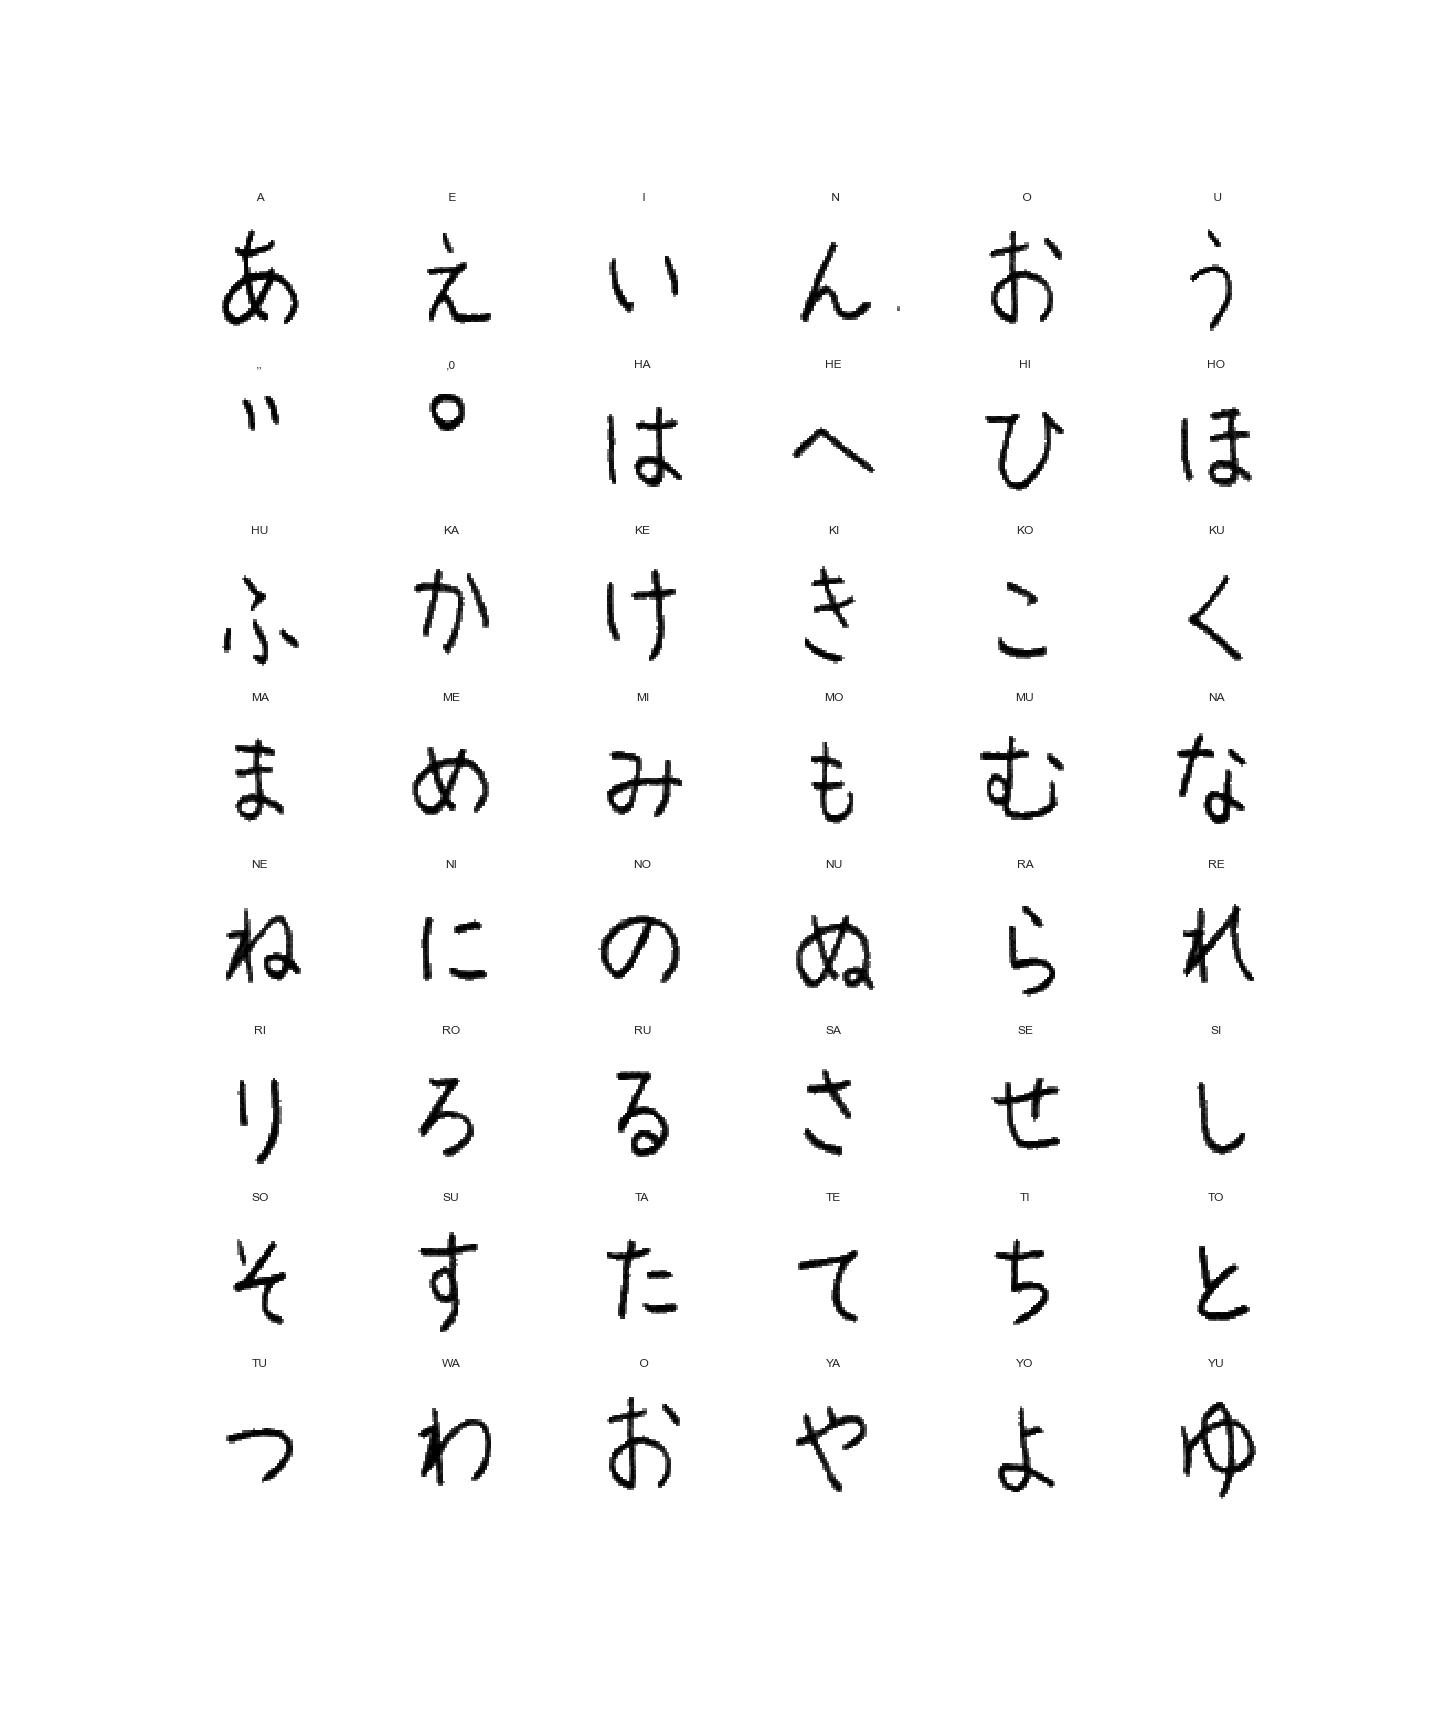 A E I N O U
あ え い ん お う
,, ,0 HA HE HI HO
゛ ゜ は へ ひ ほ
HU KA KE KI KO KU
ふ か け き こ く
MA ME MI MO MU NA
ま め み も む な
NE NI NO NU RA RE
ね に の ぬ ら れ
RI RO RU SA SE SI
り ろ る さ せ し
SO SU TA TE TI TO
そ す た て ち と
TU WA O YA YO YU
つ わ お や よ ゆ